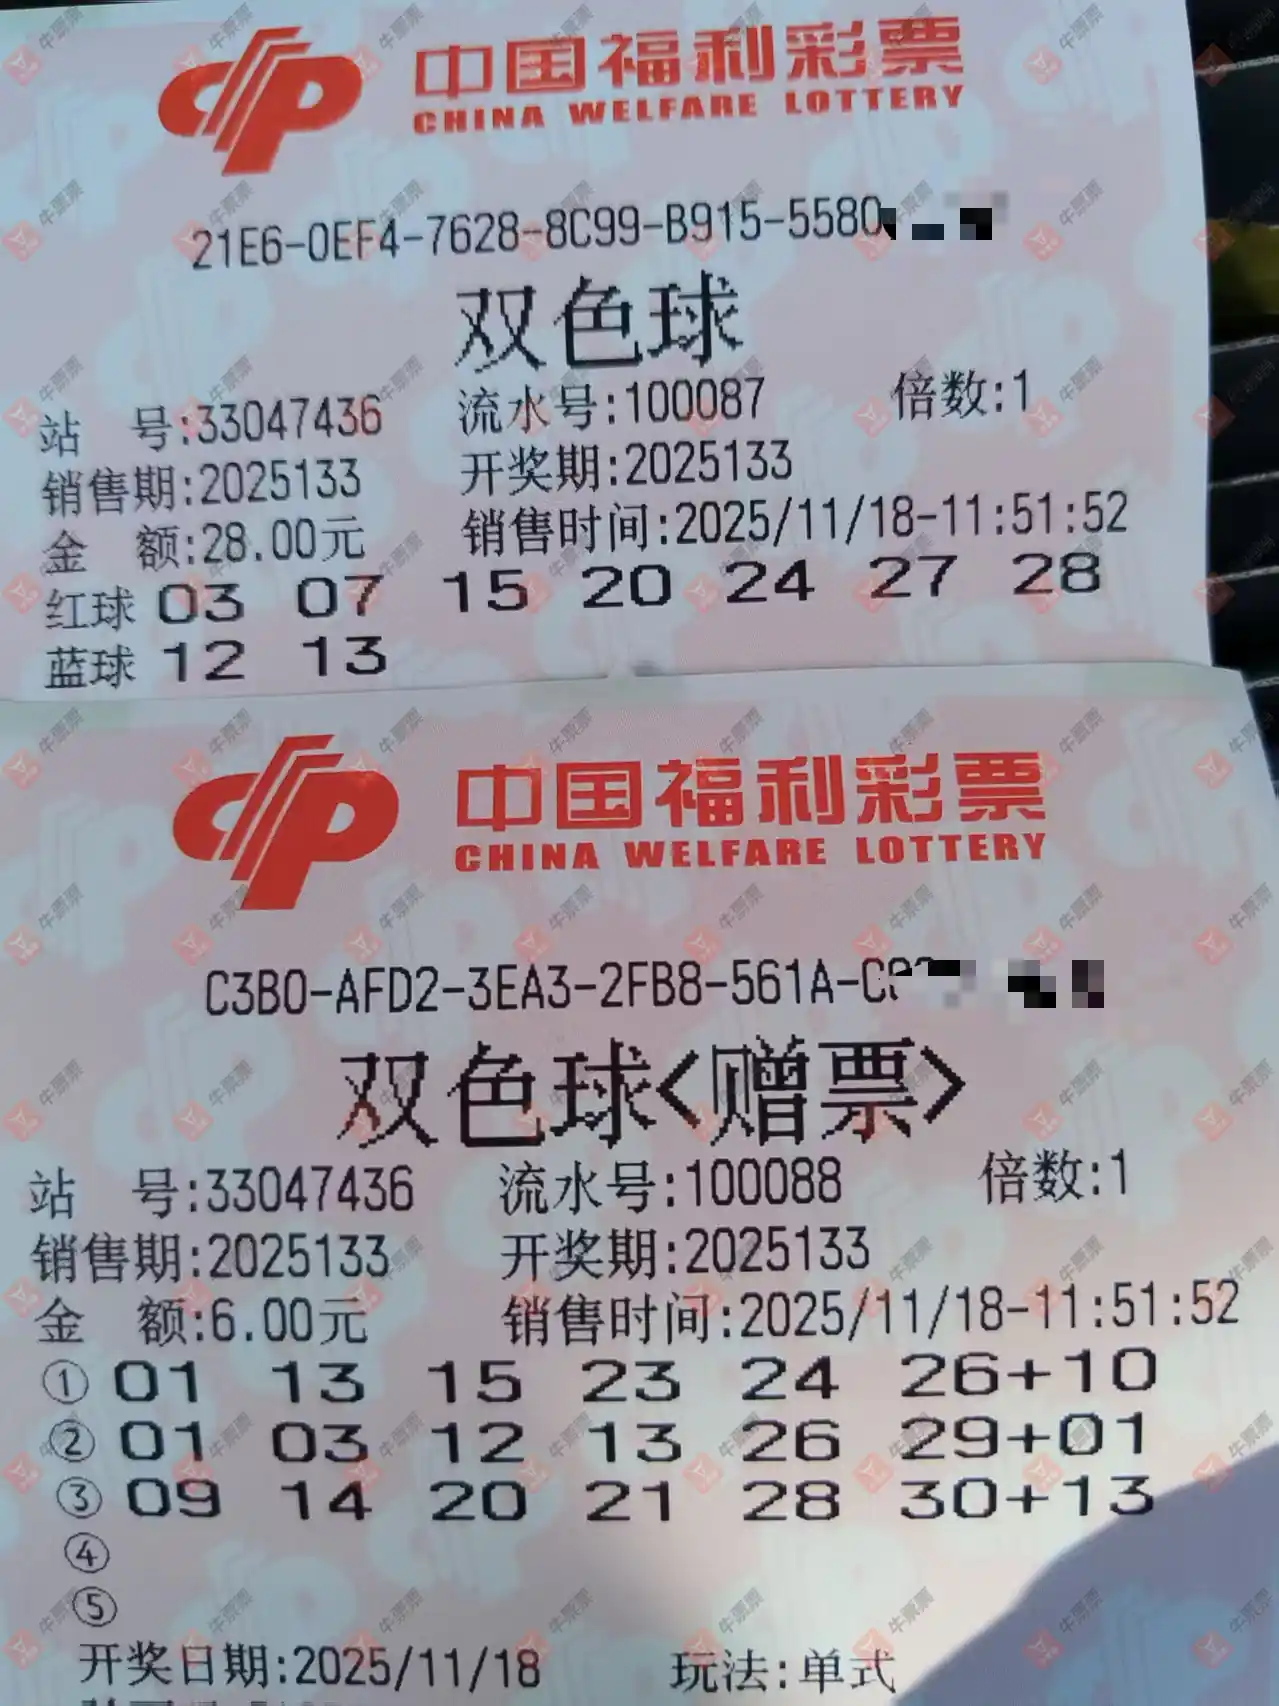 中国福利彩票
CHINA WELFARE LOTTERY
21E6-0EF4-7628-8C99-B915-5580
双色球
站 号:33047436 流水号:100087 倍数:1
销售期:2025133 开奖期:2025133
金 额:28.00元 销售时间:2025/11/18-11:51:52
红球 03 07 15 20 24 27 28
蓝球 12 13
中国福利彩票
CHINA WELFARE LOTTERY
C3B0-AFD2-3EA3-2FB8-561A-C
双色球<赠票>
站 号:33047436 流水号:100088 倍数:1
销售期:2025133 开奖期:2025133
金 额:6.00元 销售时间:2025/11/18-11:51:52
① 01 13 15 23 24 26+10
② 01 03 12 13 26 29+01
③ 09 14 20 21 28 30+13
④
⑤
开奖日期:2025/11/18 玩法:单式